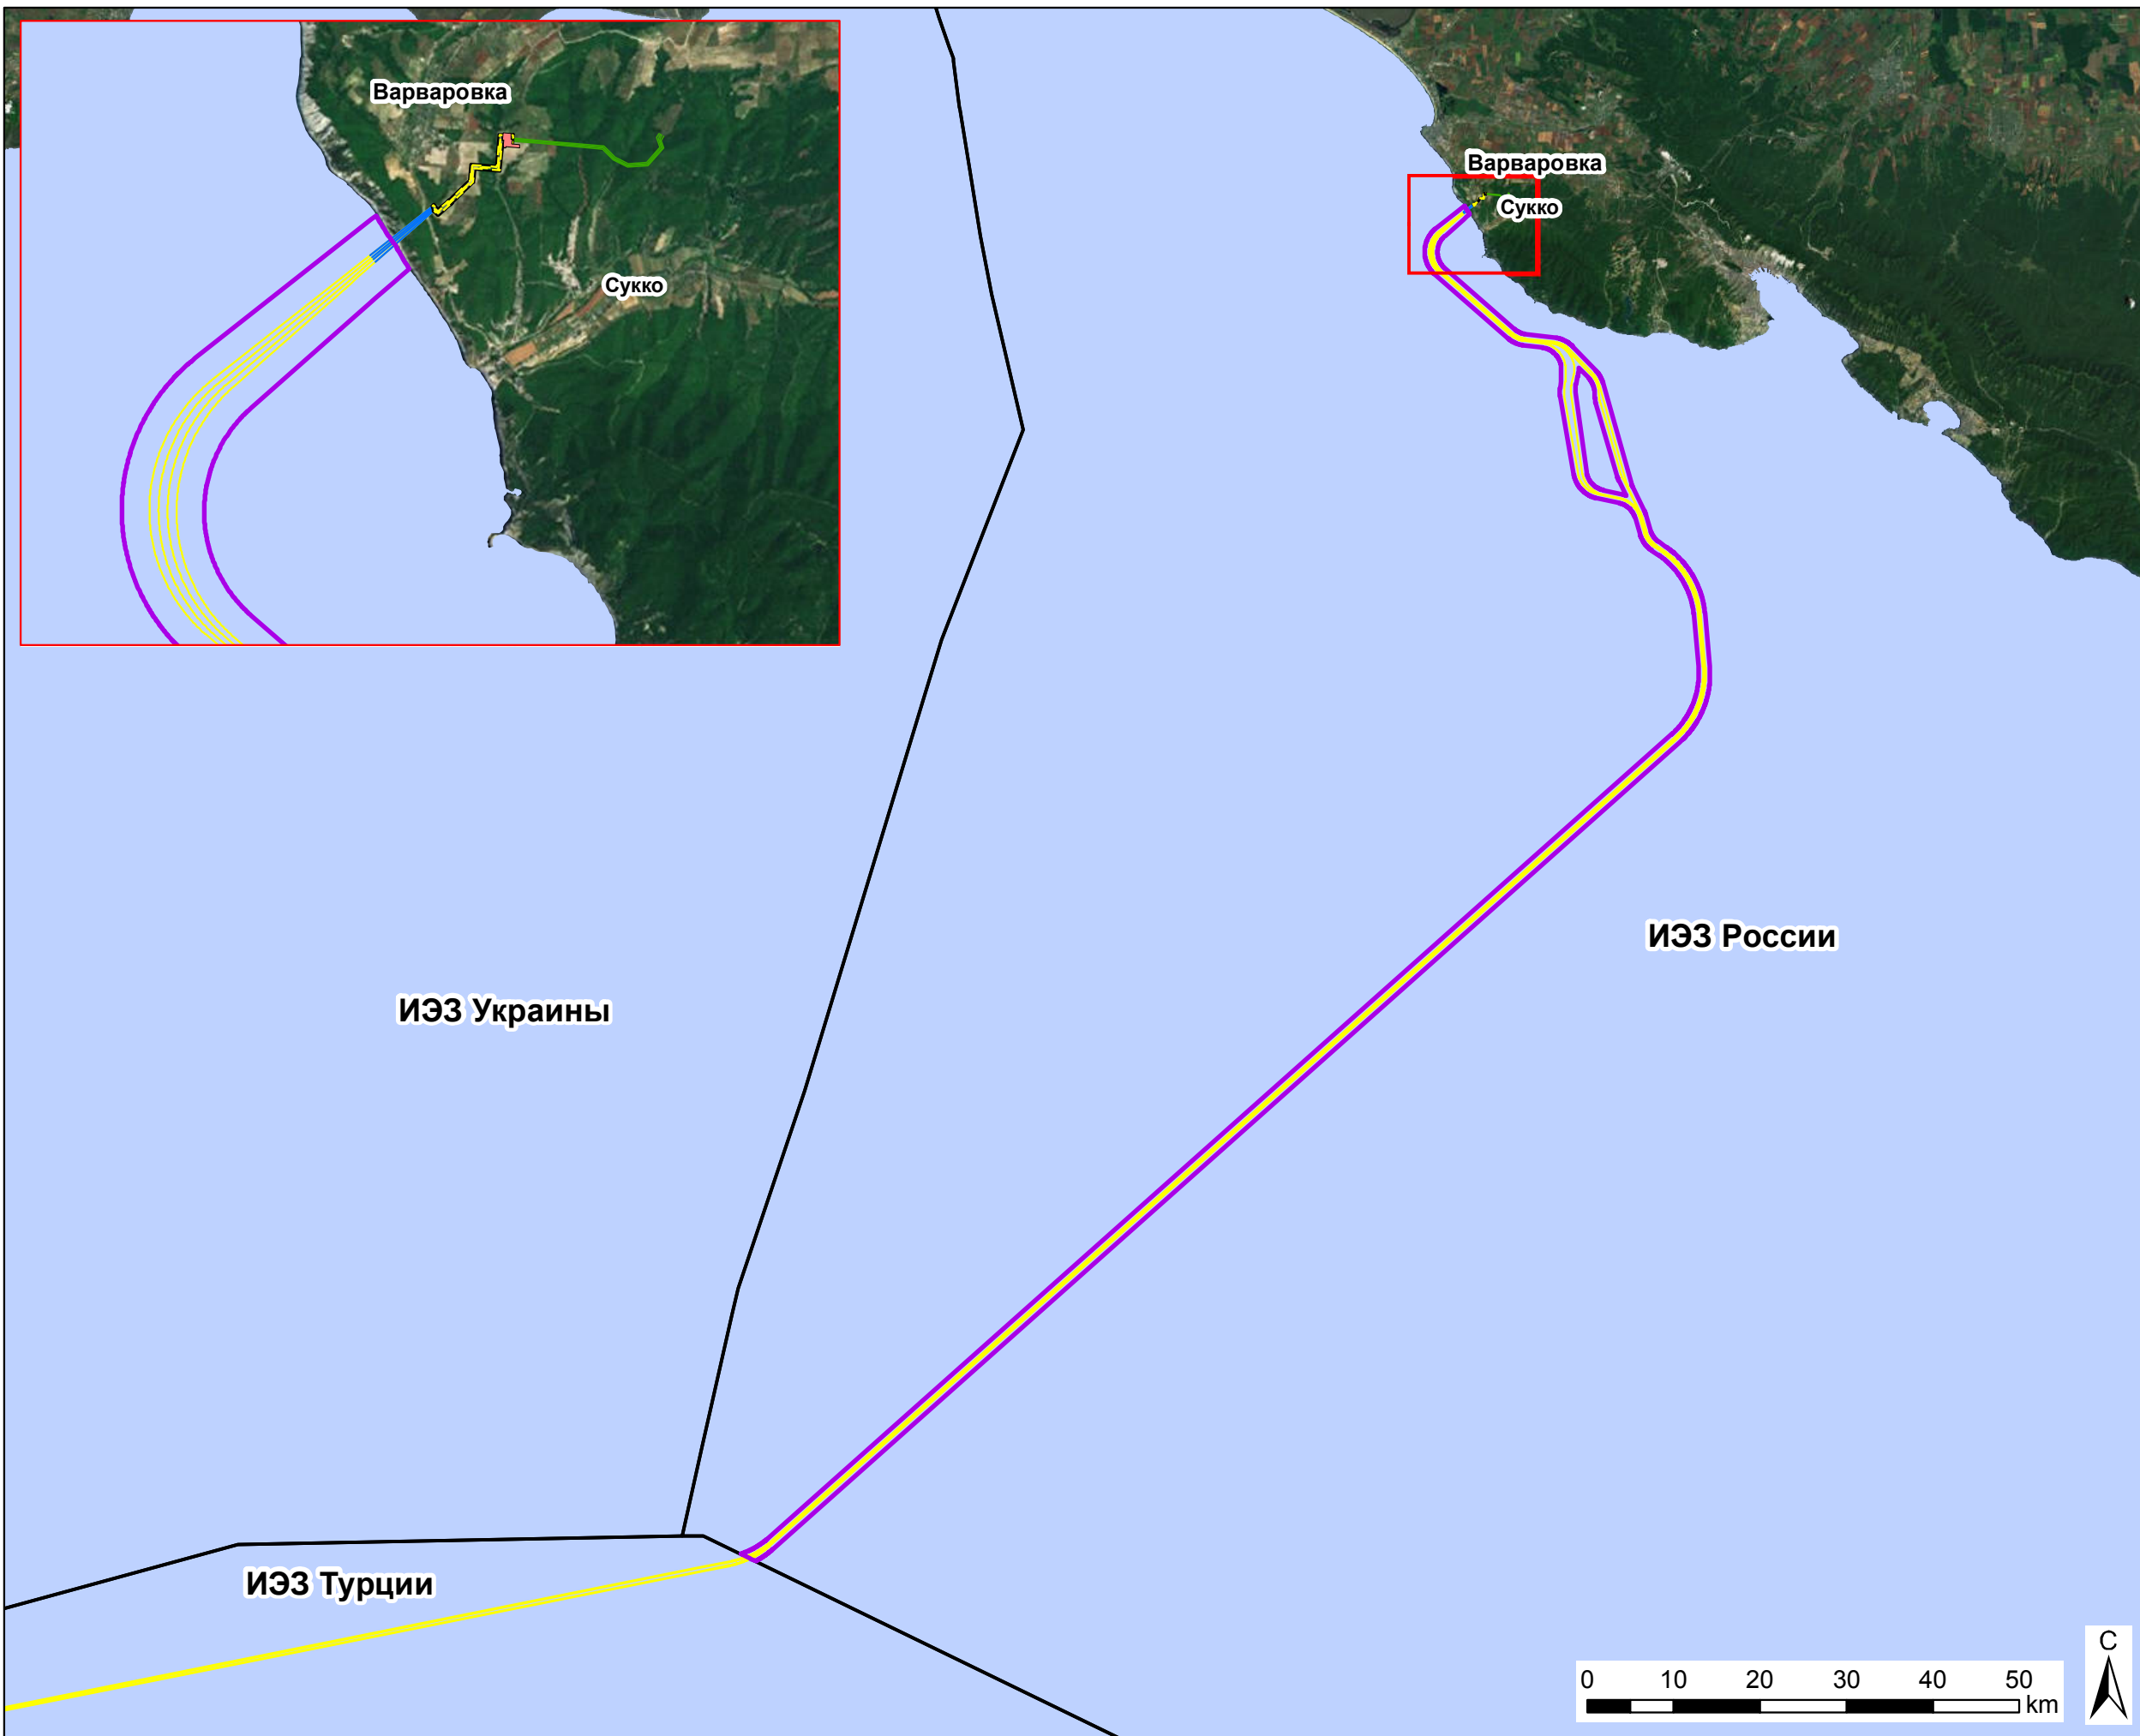 Варваровка
Сукко
Варваровка
Сукко
ИЭЗ России
ИЭЗ Украины
ИЭЗ Турции
С
0 10 20 30 40 50
km